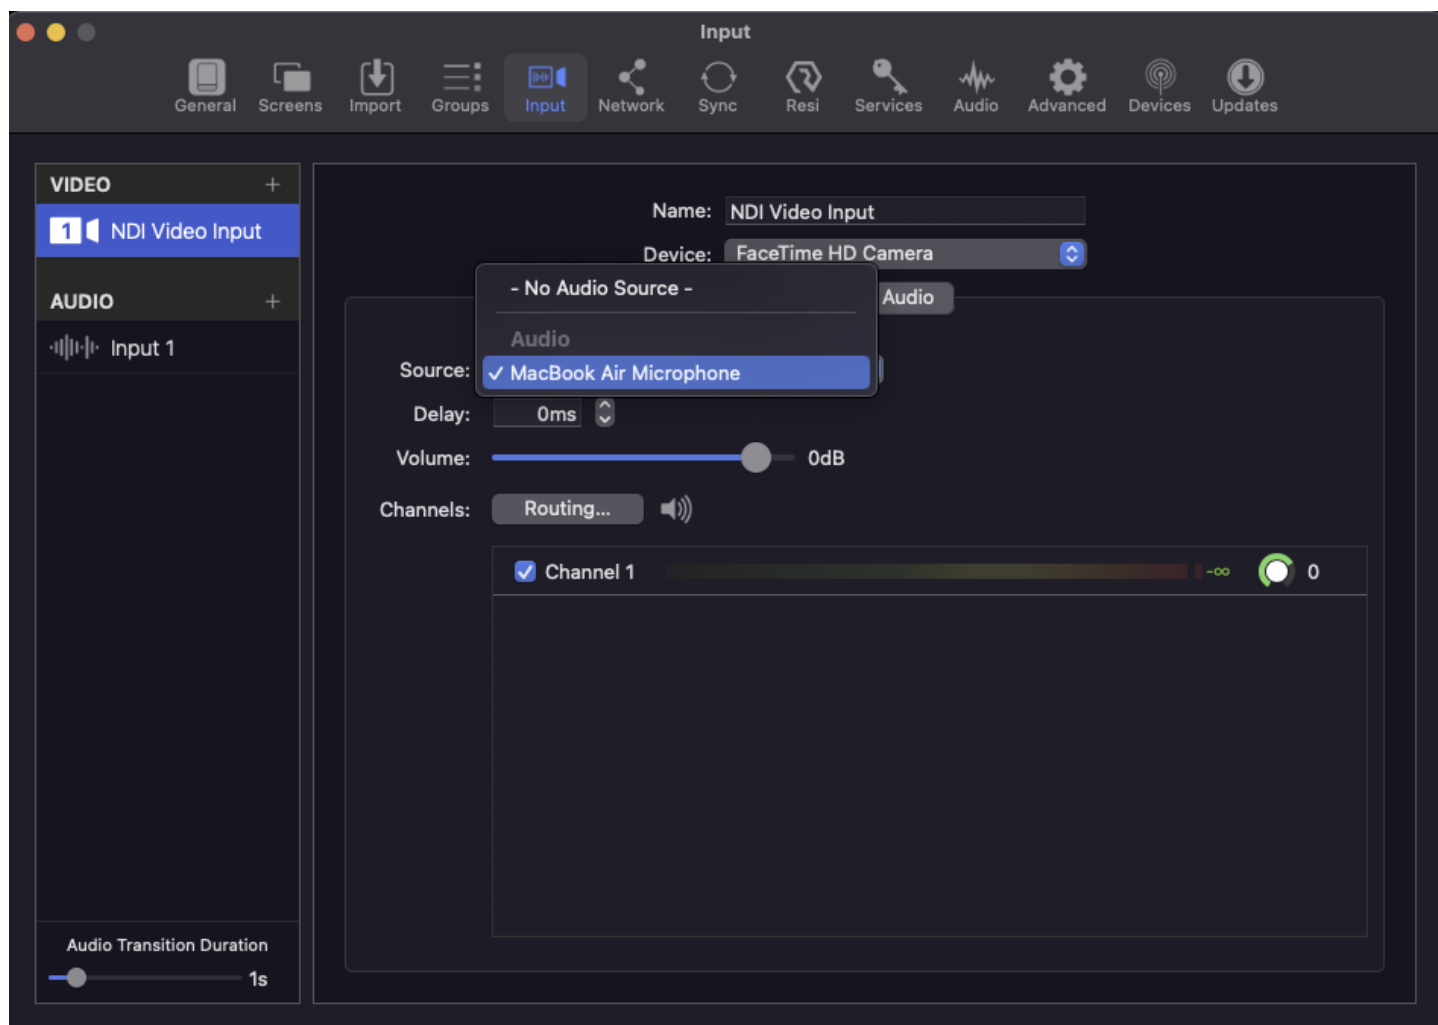 Input
General Screens Import Groups Input Network Sync Resi Services Audio Advanced Devices Updates
VIDEO +
1 NDI Video Input
AUDIO +
Input 1
Audio Transition Duration
1s
Name: NDI Video Input
Device: FaceTime HD Camera
Audio
- No Audio Source -
Audio
Source: ✓ MacBook Air Microphone
Delay: 0ms
Volume: 0dB
Channels: Routing...
Channel 1 -∞ 0